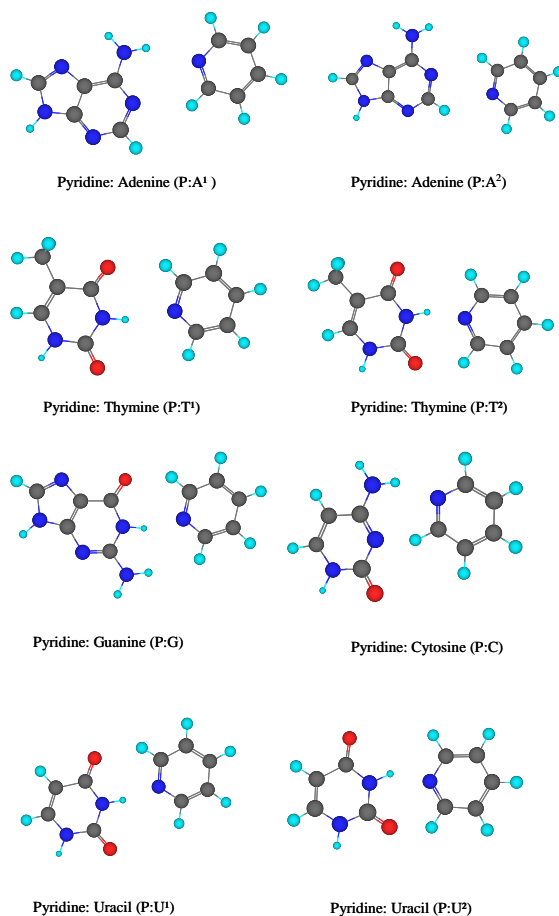 Pyridine: Adenine (P:A¹ )
Pyridine: Adenine (P:A²)
Pyridine: Thymine (P:T¹)
Pyridine: Thymine (P:T²)
Pyridine: Guanine (P:G)
Pyridine: Cytosine (P:C)
Pyridine: Uracil (P:U¹)
Pyridine: Uracil (P:U²)